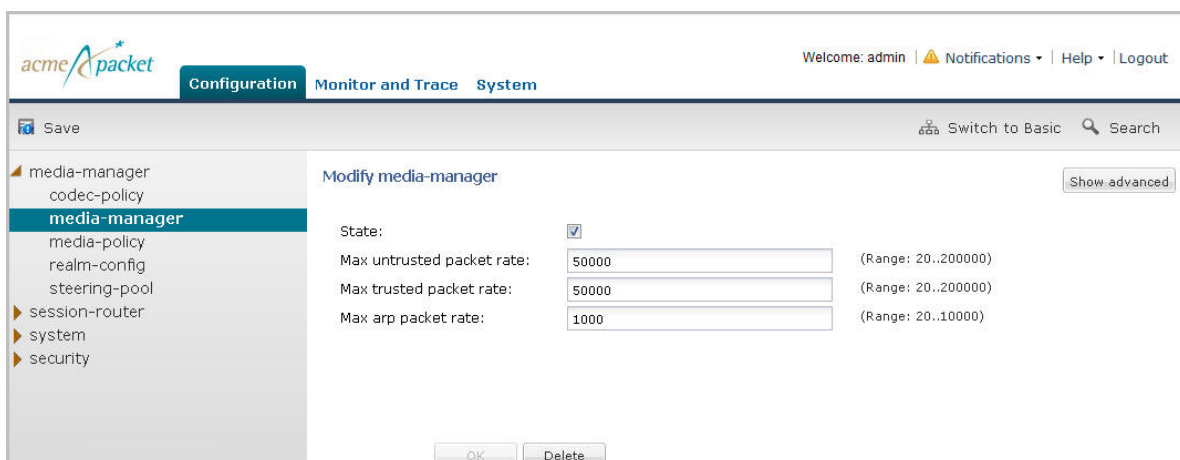 acme packet
Welcome: admin | Notifications | Help | Logout
Configuration Monitor and Trace System
Save
Switch to Basic Search
media-manager
codec-policy
media-manager
media-policy
realm-config
steering-pool
session-router
system
security
Modify media-manager
Show advanced
State:
Max untrusted packet rate: 50000 (Range: 20..200000)
Max trusted packet rate: 50000 (Range: 20..200000)
Max arp packet rate: 1000 (Range: 20..10000)
OK Delete